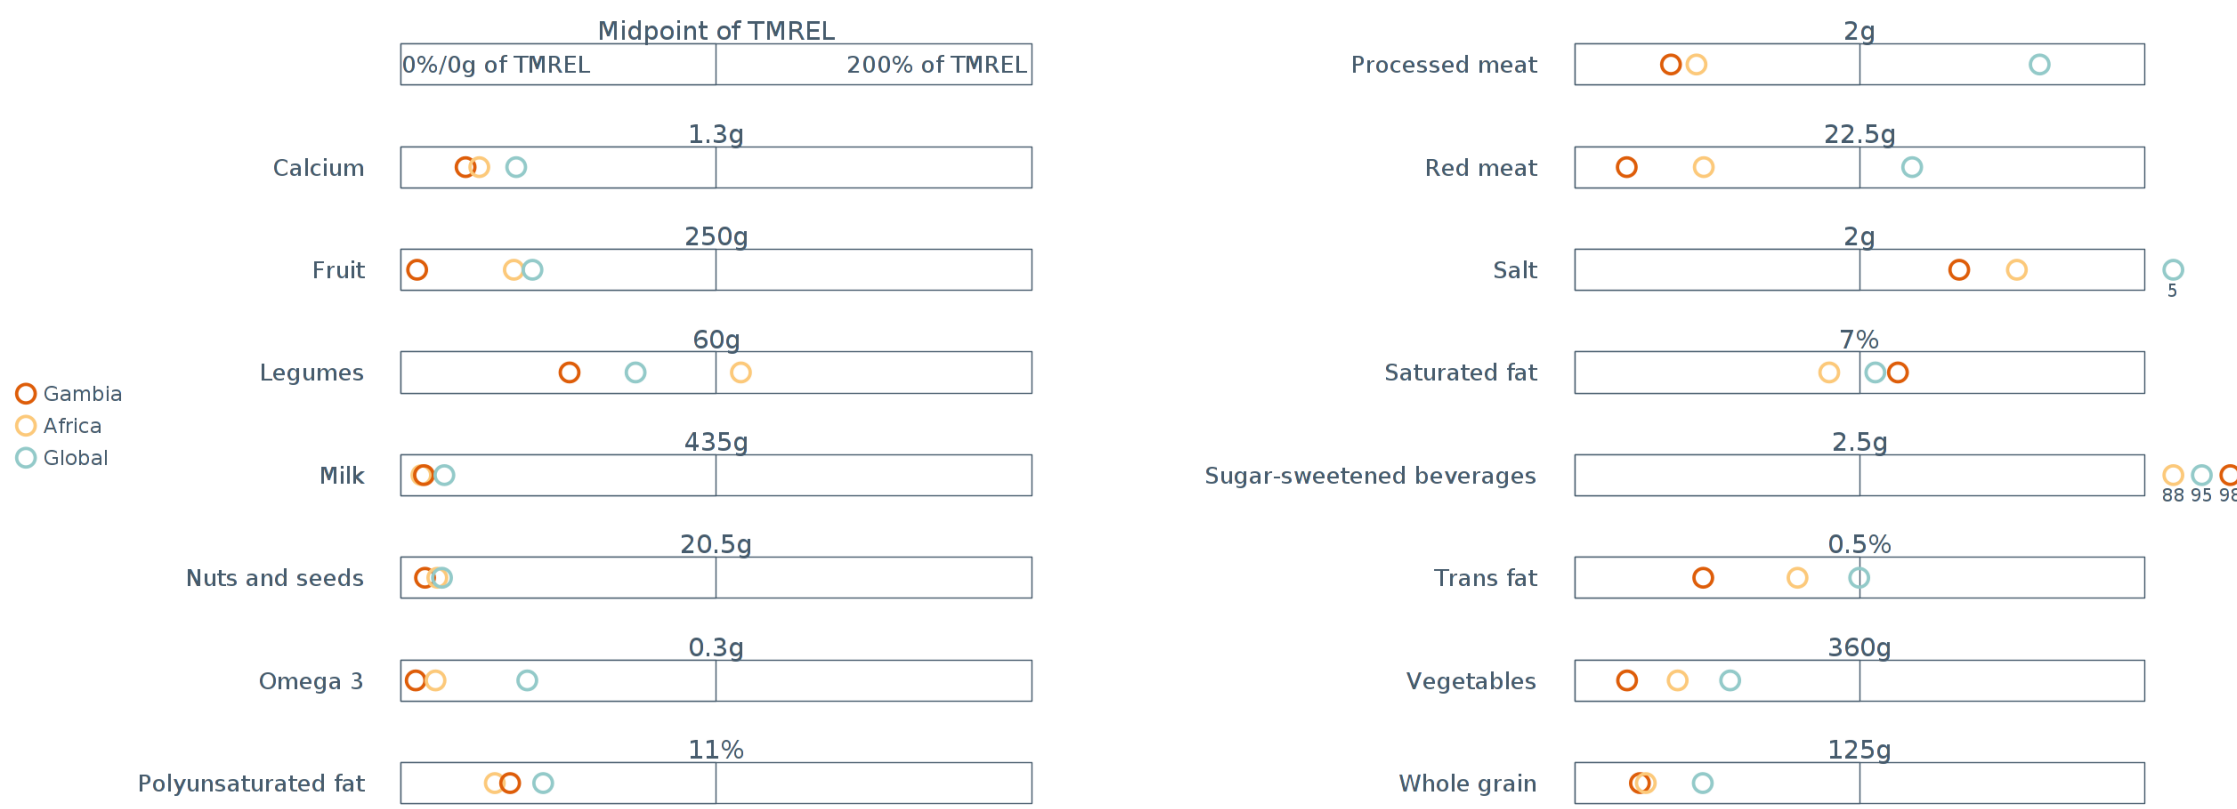 Midpoint of TMREL
0%/0g of TMREL 200% of TMREL
Calcium 1.3g
Fruit 250g
Legumes 60g
Milk 435g
Nuts and seeds 20.5g
Omega 3 0.3g
Polyunsaturated fat 11%
Gambia
Africa
Global
Processed meat 2g
Red meat 22.5g
Salt 2g
5
Saturated fat 7%
Sugar-sweetened beverages 2.5g
88 95 98
Trans fat 0.5%
Vegetables 360g
Whole grain 125g